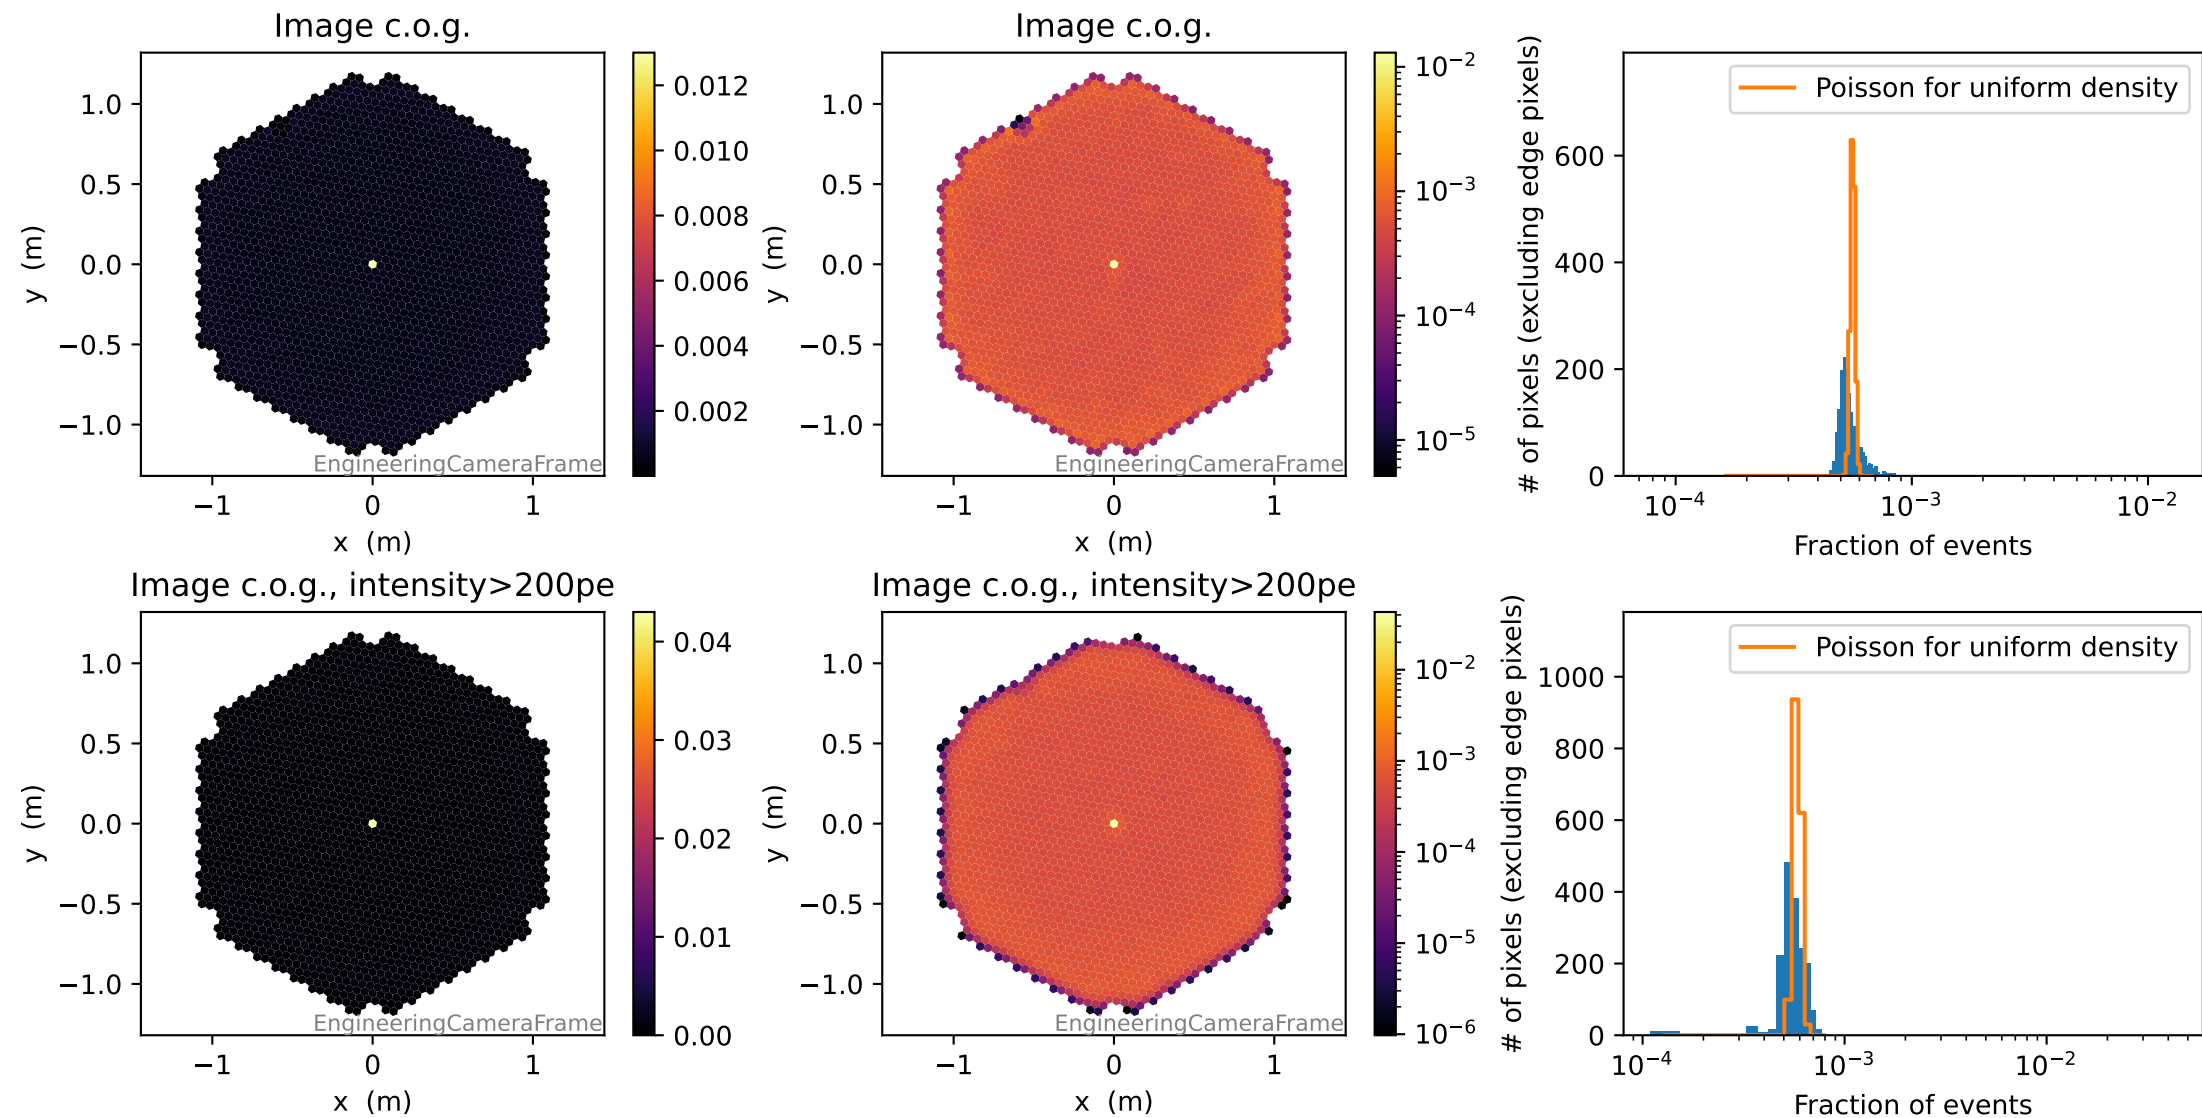 Image c.o.g.
y (m)
1.0
0.5
0.0
−0.5
−1.0
EngineeringCameraFrame
−1 0 1
x (m)
0.012
0.010
0.008
0.006
0.004
0.002
Image c.o.g.
y (m)
1.0
0.5
0.0
−0.5
−1.0
EngineeringCameraFrame
−1 0 1
x (m)
10⁻²
10⁻³
10⁻⁴
10⁻⁵
# of pixels (excluding edge pixels)
600
400
200
0
Poisson for uniform density
10⁻⁴ 10⁻³ 10⁻²
Fraction of events
Image c.o.g., intensity>200pe
y (m)
1.0
0.5
0.0
−0.5
−1.0
EngineeringCameraFrame
−1 0 1
x (m)
0.04
0.03
0.02
0.01
0.00
Image c.o.g., intensity>200pe
y (m)
1.0
0.5
0.0
−0.5
−1.0
EngineeringCameraFrame
−1 0 1
x (m)
10⁻²
10⁻³
10⁻⁴
10⁻⁵
10⁻⁶
# of pixels (excluding edge pixels)
1000
800
600
400
200
0
Poisson for uniform density
10⁻⁴ 10⁻³ 10⁻²
Fraction of events